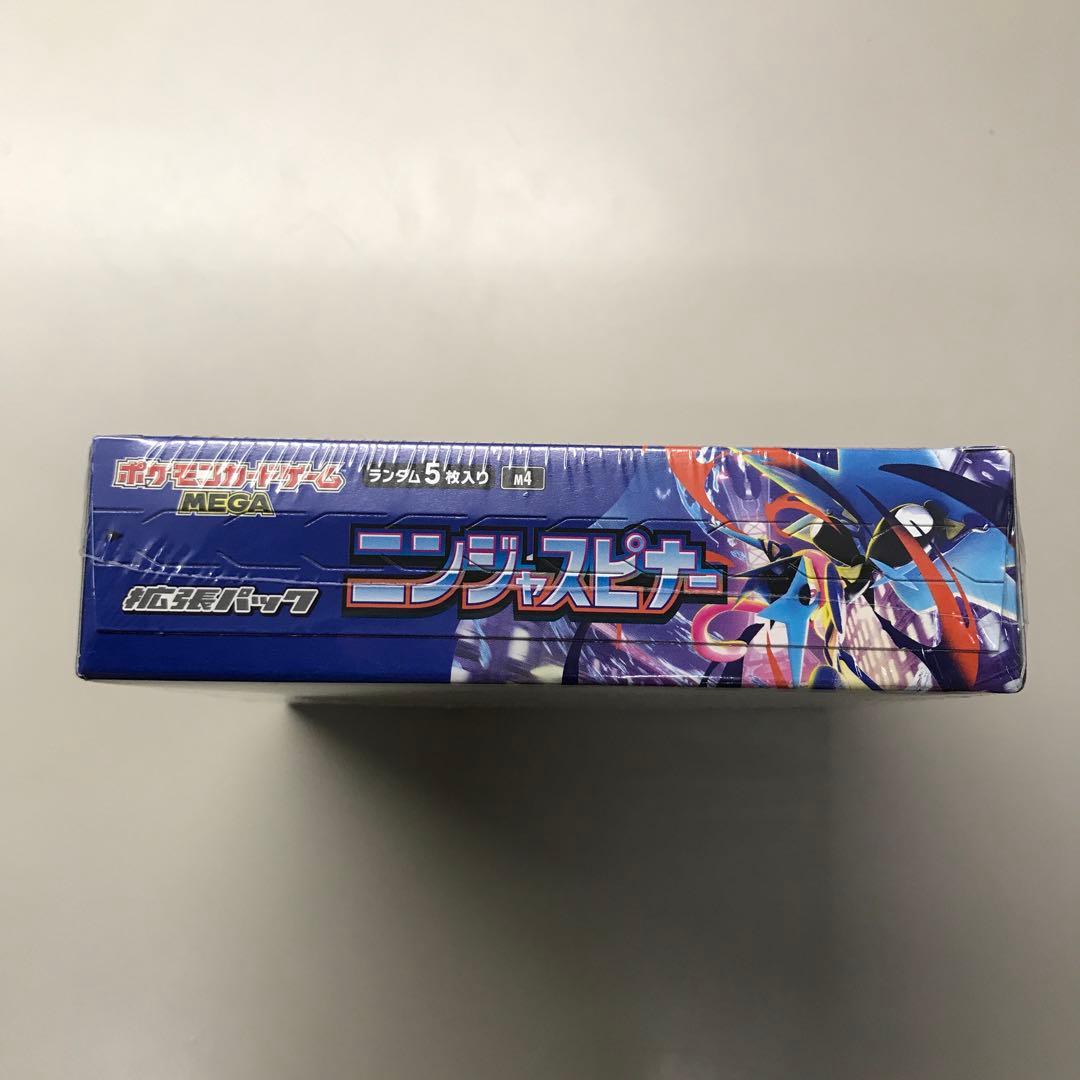 ポケモンカードゲーム
MEGA
ランダム5枚入り
M4
ニンジャスピナー
拡張パック